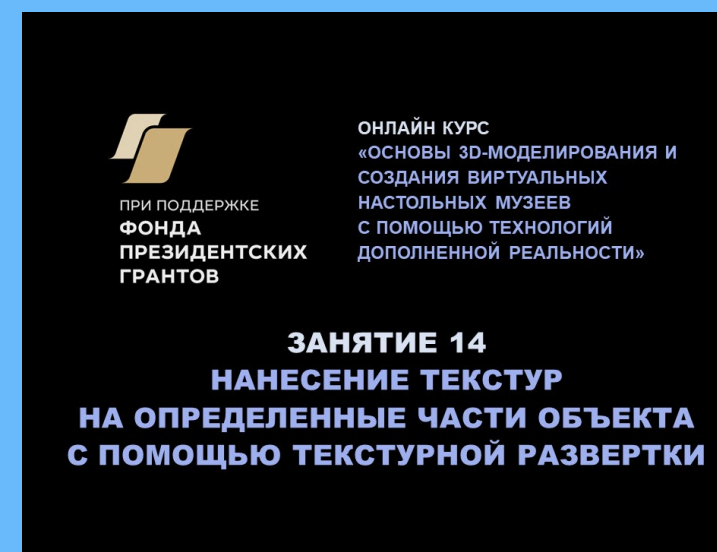 ПРИ ПОДДЕРЖКЕ
ФОНДА
ПРЕЗИДЕНТСКИХ
ГРАНТОВ
ОНЛАЙН КУРС
«ОСНОВЫ 3D-МОДЕЛИРОВАНИЯ И
СОЗДАНИЯ ВИРТУАЛЬНЫХ
НАСТОЛЬНЫХ МУЗЕЕВ
С ПОМОЩЬЮ ТЕХНОЛОГИЙ
ДОПОЛНЕННОЙ РЕАЛЬНОСТИ»
ЗАНЯТИЕ 14
НАНЕСЕНИЕ ТЕКСТУР
НА ОПРЕДЕЛЕННЫЕ ЧАСТИ ОБЪЕКТА
С ПОМОЩЬЮ ТЕКСТУРНОЙ РАЗВЕРТКИ